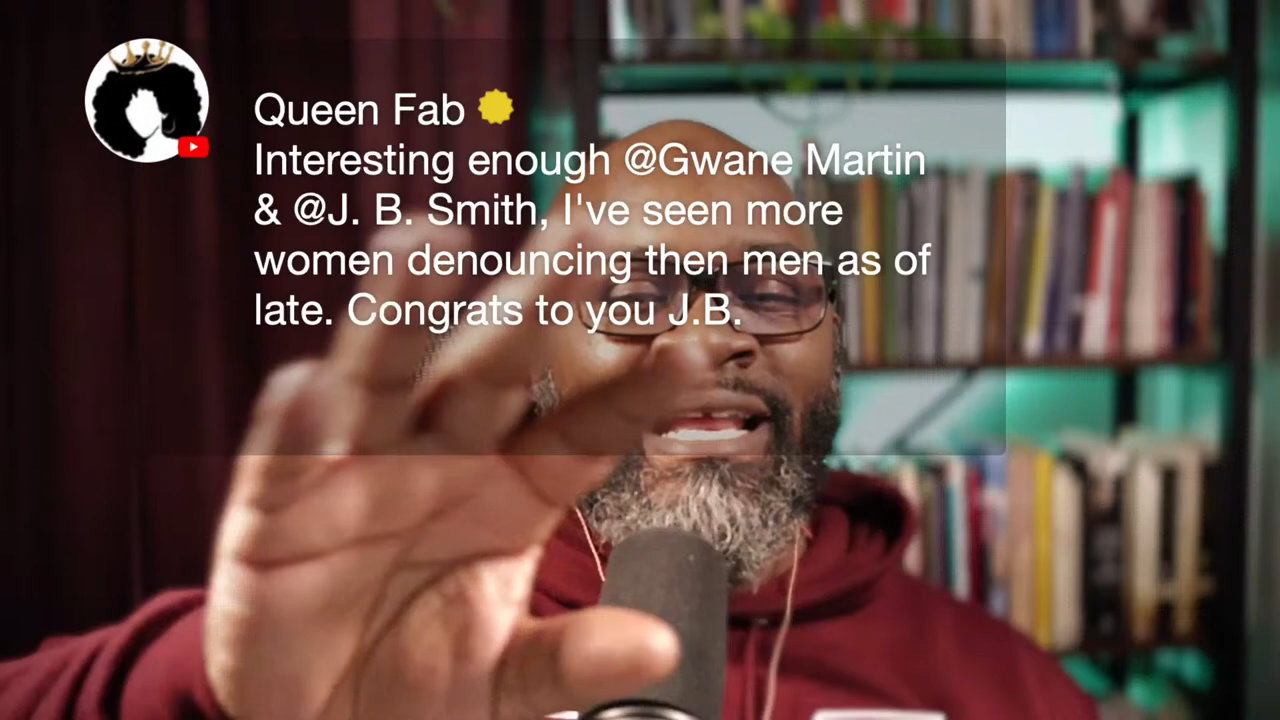 Queen Fab
Interesting enough @Gwane Martin
& @J. B. Smith, I've seen more
women denouncing then men as of
late. Congrats to you J.B.